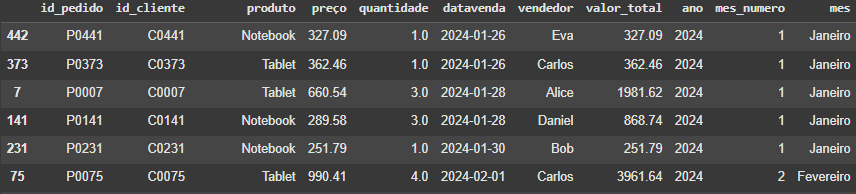 id_pedido id_cliente produto preço quantidade datavenda vendedor valor_total ano mes_numero mes
442 P0441 C0441 Notebook 327.09 1.0 2024-01-26 Eva 327.09 2024 1 Janeiro
373 P0373 C0373 Tablet 362.46 1.0 2024-01-26 Carlos 362.46 2024 1 Janeiro
7 P0007 C0007 Tablet 660.54 3.0 2024-01-28 Alice 1981.62 2024 1 Janeiro
141 P0141 C0141 Notebook 289.58 3.0 2024-01-28 Daniel 868.74 2024 1 Janeiro
231 P0231 C0231 Notebook 251.79 1.0 2024-01-30 Bob 251.79 2024 1 Janeiro
75 P0075 C0075 Tablet 990.41 4.0 2024-02-01 Carlos 3961.64 2024 2 Fevereiro